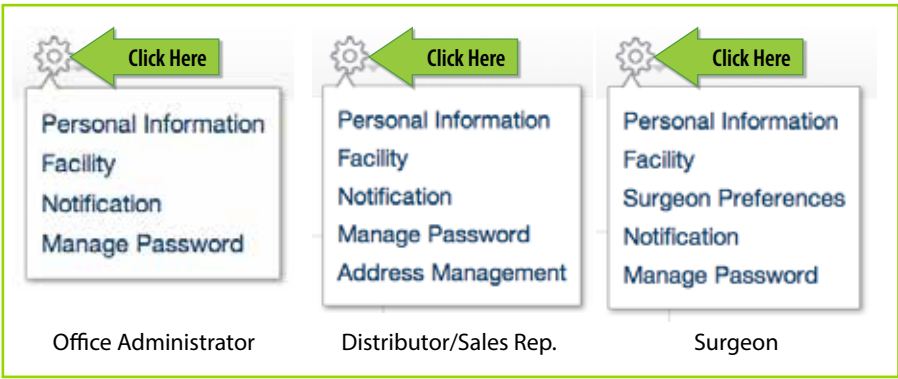 Click Here
Personal Information
Facility
Notification
Manage Password
Office Administrator
Click Here
Personal Information
Facility
Notification
Manage Password
Address Management
Distributor/Sales Rep.
Click Here
Personal Information
Facility
Surgeon Preferences
Notification
Manage Password
Surgeon